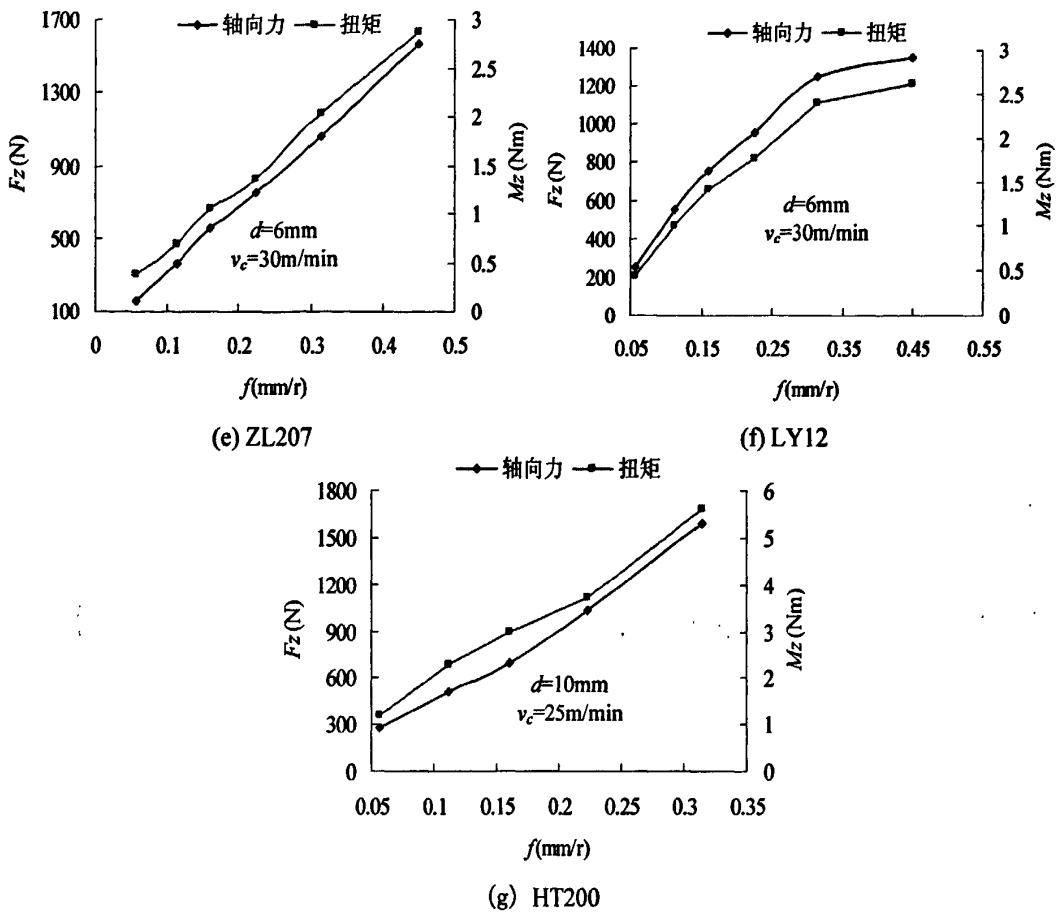 轴向力 扭矩
1700
1300
900
500
100
Fz(N)
3
2.5
2
1.5
1
0.5
0
Mz(Nm)
d=6mm
vc=30m/min
0 0.1 0.2 0.3 0.4 0.5
f(mm/r)
(e) ZL207
轴向力 扭矩
1400
1200
1000
800
600
400
200
0
Fz(N)
3
2.5
2
1.5
1
0.5
0
Mz(Nm)
d=6mm
vc=30m/min
0.05 0.15 0.25 0.35 0.45 0.55
f(mm/r)
(f) LY12
轴向力 扭矩
1800
1500
1200
900
600
300
0
Fz(N)
6
5
4
3
2
1
0
Mz(Nm)
d=10mm
vc=25m/min
0.05 0.1 0.15 0.2 0.25 0.3 0.35
f(mm/r)
(g) HT200